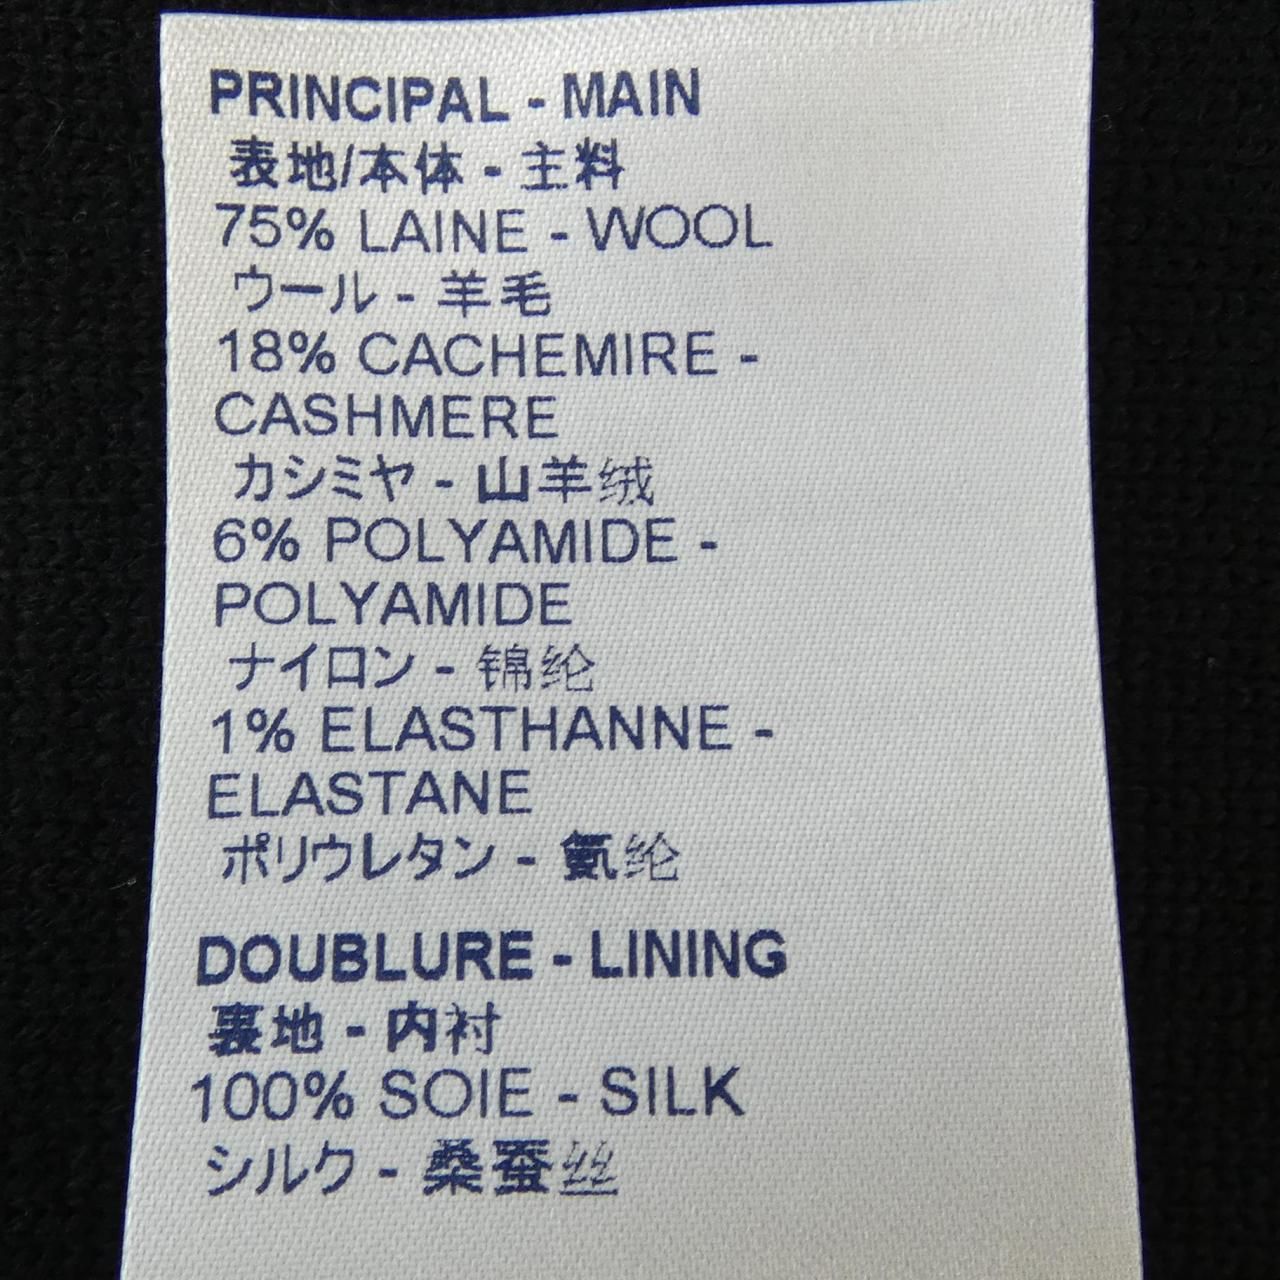 PRINCIPAL - MAIN
表地/本体 - 主料
75% LAINE - WOOL
ウール - 羊毛
18% CACHEMIRE -
CASHMERE
カシミヤ - 山羊绒
6% POLYAMIDE -
POLYAMIDE
ナイロン - 锦纶
1% ELASTHANNE -
ELASTANE
ポリウレタン - 氨纶
DOUBLURE - LINING
裏地 - 内衬
100% SOIE - SILK
シルク - 桑蚕丝